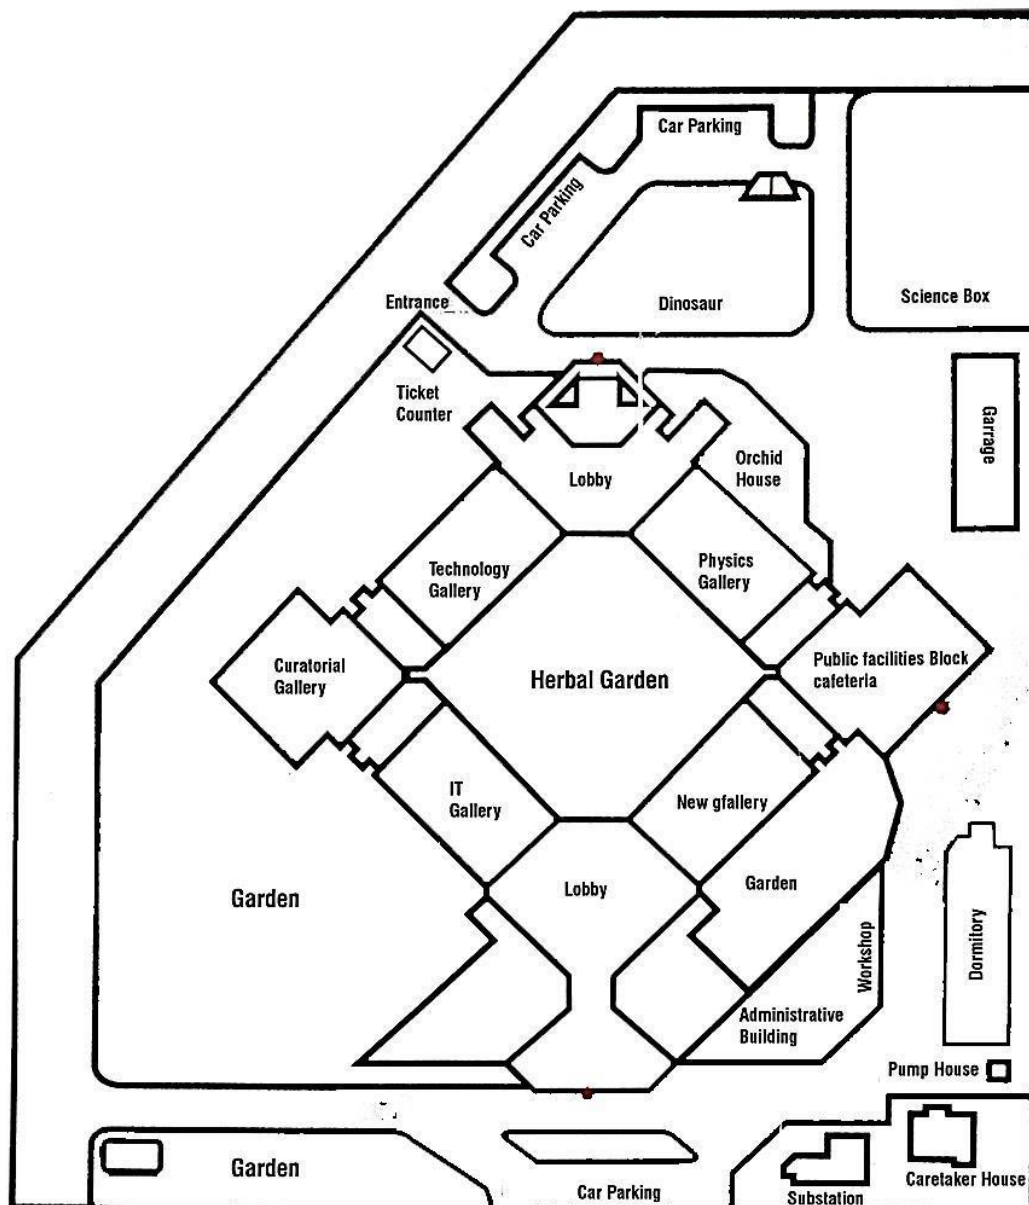 Car Parking
Car Parking
Entrance
Dinosaur
Science Box
Ticket
Counter
Garrage
Lobby
Orchid
House
Technology
Gallery
Physics
Gallery
Curatorial
Gallery
Herbal Garden
Public facilities Block
cafeteria
IT
Gallery
New gfallery
Garden
Lobby
Garden
Workshop
Dormitory
Administrative
Building
Pump House
Garden
Car Parking
Substation
Caretaker House